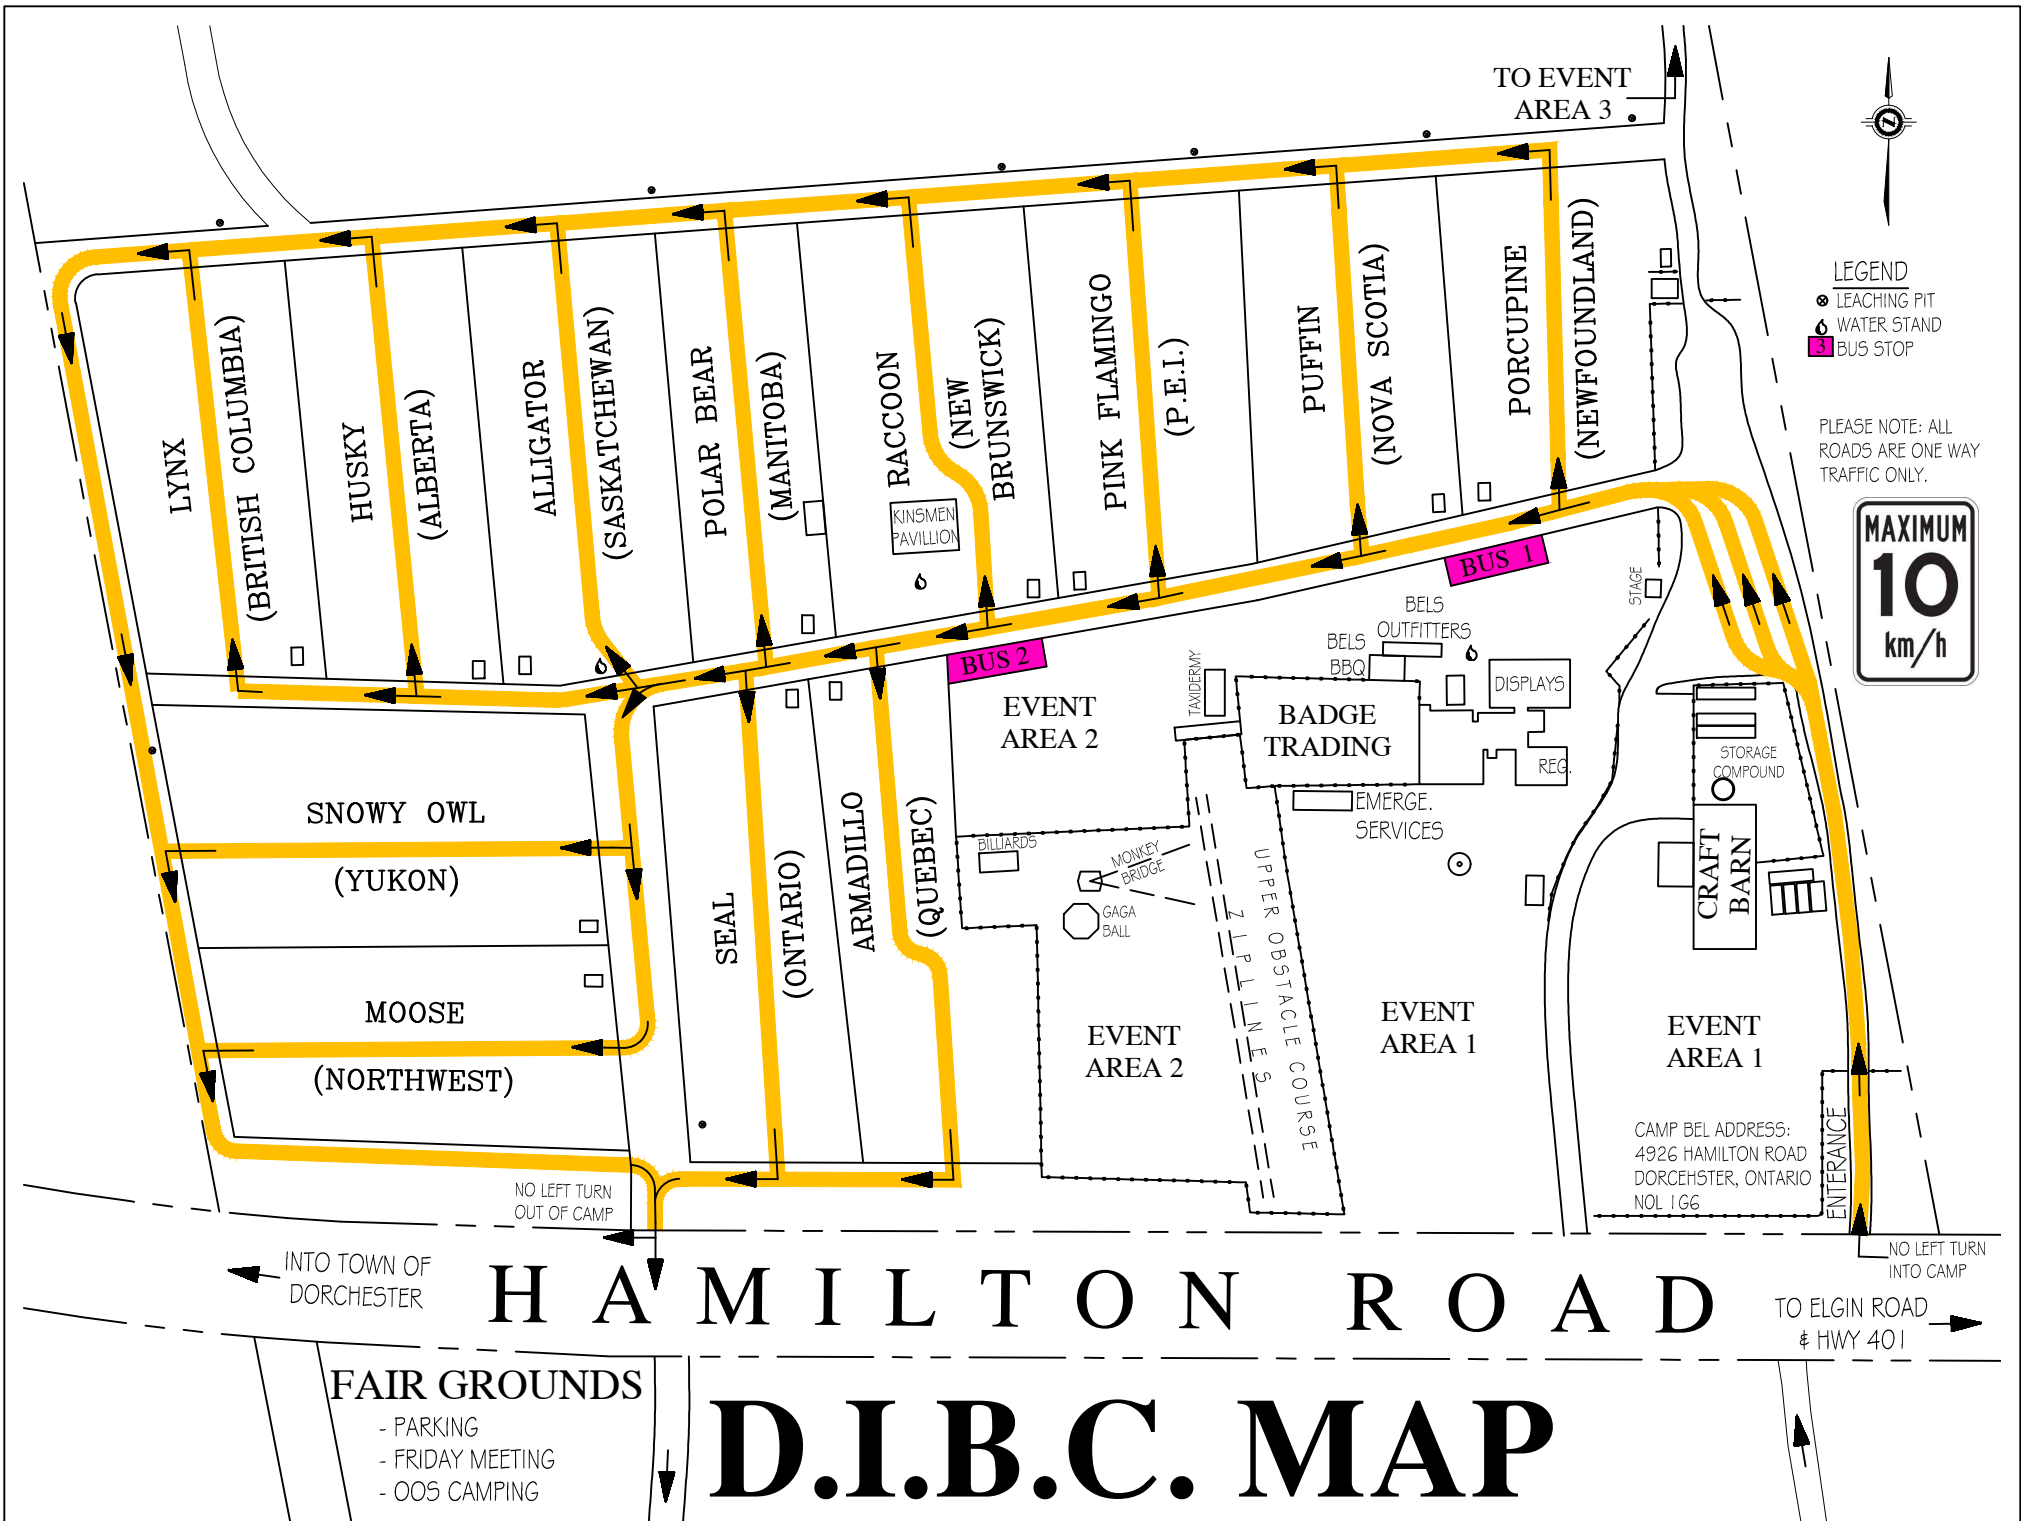 TO EVENT
AREA 3
Z
LEGEND
LEACHING PIT
WATER STAND
3 BUS STOP
PLEASE NOTE: ALL
ROADS ARE ONE WAY
TRAFFIC ONLY.
MAXIMUM
10
km/h
LYNX
(BRITISH COLUMBIA)
HUSKY
(ALBERTA)
ALLIGATOR
(SASKATCHEWAN)
POLAR BEAR
(MANITOBA)
RACCOON
(NEW
BRUNSWICK)
KINSMEN
PAVILLION
PINK FLAMINGO
(P.E.I.)
PUFFIN
(NOVA SCOTIA)
PORCUPINE
(NEWFOUNDLAND)
BUS 1
BUS 2
STAGE
BELS
OUTFITTERS
BELS
BBQ
TAXIDERMY
DISPLAYS
EVENT
AREA 2
BADGE
TRADING
REG.
STORAGE
COMPOUND
EMERGE.
SERVICES
SNOWY OWL
(YUKON)
MOOSE
(NORTHWEST)
SEAL
(ONTARIO)
ARMADILLO
(QUEBEC)
BILLIARDS
MONKEY
BRIDGE
GAGA
BALL
ZIPLINES
UPPER OBSTACLE COURSE
CRAFT
BARN
EVENT
AREA 2
EVENT
AREA 1
EVENT
AREA 1
CAMP BEL ADDRESS:
4926 HAMILTON ROAD
DORCEHSTER, ONTARIO
NOL 1G6
ENTERANCE
NO LEFT TURN
OUT OF CAMP
NO LEFT TURN
INTO CAMP
INTO TOWN OF
DORCHESTER
HAMILTON ROAD
TO ELGIN ROAD
& HWY 401
FAIR GROUNDS
- PARKING
- FRIDAY MEETING
- OOS CAMPING
D.I.B.C. MAP